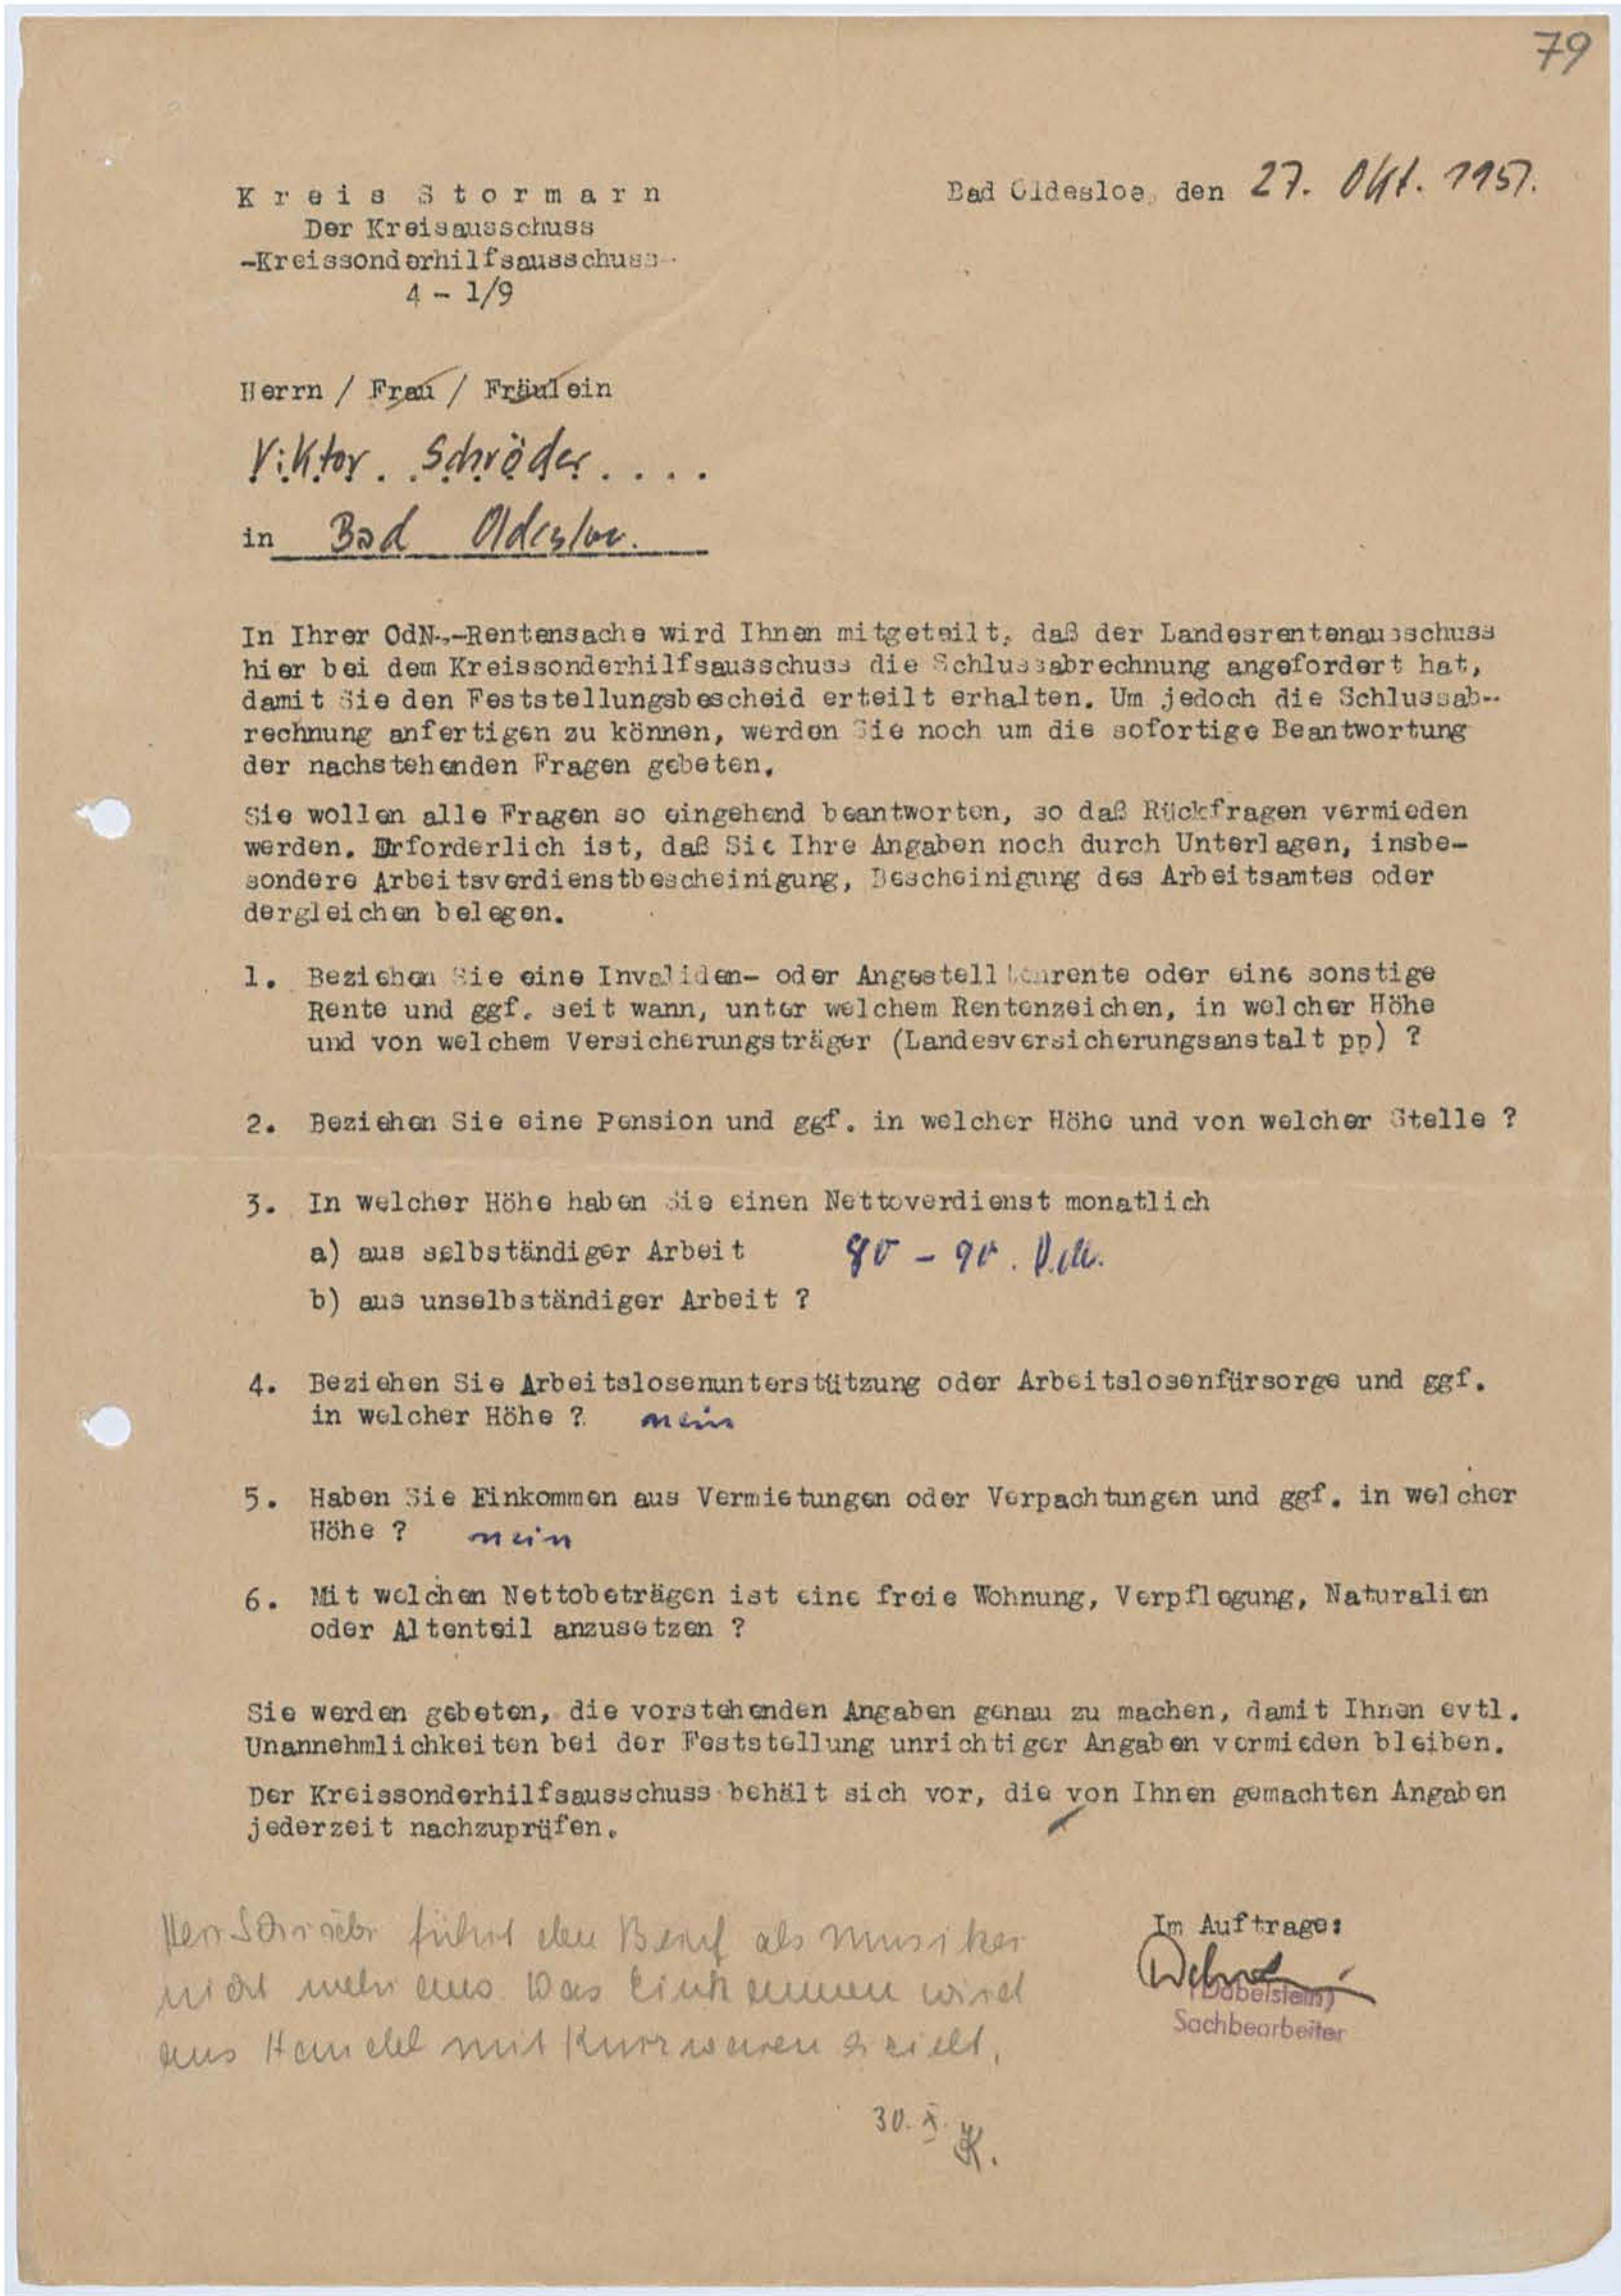 79
Kreis Stormarn
Bad Oldesloe, den 27. Okt. 1951.
Der Kreisausschuss
-Kreissonderhilfsausschuss-
4 - 1/9
Herrn / Frau / Fräulein
Viktor Schröder....
in Bad Oldesloe.
In Ihrer OdN.-Rentensache wird Ihnen mitgeteilt, daß der Landesrentenausschuss
hier bei dem Kreissonderhilfsausschuss die Schlussabrechnung angefordert hat,
damit Sie den Feststellungsbescheid erteilt erhalten. Um jedoch die Schlussab-
rechnung anfertigen zu können, werden Sie noch um die sofortige Beantwortung
der nachstehenden Fragen gebeten.
Sie wollen alle Fragen so eingehend beantworten, so daß Rückfragen vermieden
werden. Erforderlich ist, daß Sie Ihre Angaben noch durch Unterlagen, insbe-
sondere Arbeitsverdienstbescheinigung, Bescheinigung des Arbeitsamtes oder
dergleichen belegen.
1. Beziehen Sie eine Invaliden- oder Angestelltenrente oder eine sonstige
Rente und ggf. seit wann, unter welchem Rentenzeichen, in welcher Höhe
und von welchem Versicherungsträger (Landesversicherungsanstalt pp) ?
2. Beziehen Sie eine Pension und ggf. in welcher Höhe und von welcher Stelle ?
3. In welcher Höhe haben Sie einen Nettoverdienst monatlich
a) aus selbständiger Arbeit 80 - 90. D.M.
b) aus unselbständiger Arbeit ?
4. Beziehen Sie Arbeitslosenunterstützung oder Arbeitslosenfürsorge und ggf.
in welcher Höhe ? nein
5. Haben Sie Einkommen aus Vermietungen oder Verpachtungen und ggf. in welcher
Höhe ? nein
6. Mit welchen Nettobeträgen ist eine freie Wohnung, Verpflegung, Naturalien
oder Altenteil anzusetzen ?
Sie werden gebeten, die vorstehenden Angaben genau zu machen, damit Ihnen evtl.
Unannehmlichkeiten bei der Feststellung unrichtiger Angaben vermieden bleiben.
Der Kreissonderhilfsausschuss behält sich vor, die von Ihnen gemachten Angaben
jederzeit nachzuprüfen.
Im Auftrage:
(Dabelstein)
Sachbearbeiter
Herr Schröder führt den Beruf als Musiker
nicht mehr aus. Das Einkommen wird
aus Handel mit Kurzwaren erzielt.
30. X. K.